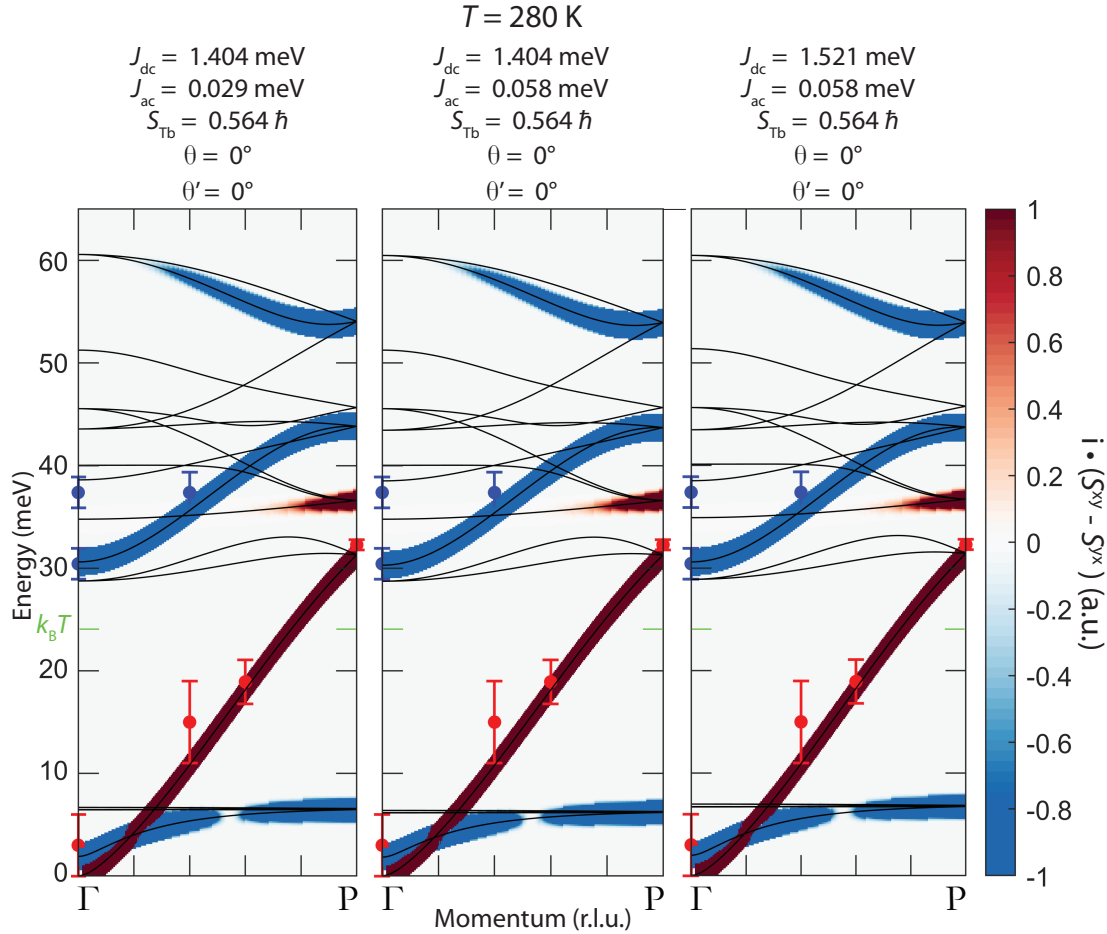 T = 280 K
J_dc = 1.404 meV
J_ac = 0.029 meV
S_Tb = 0.564 ħ
θ = 0°
θ′ = 0°
J_dc = 1.404 meV
J_ac = 0.058 meV
S_Tb = 0.564 ħ
θ = 0°
θ′ = 0°
J_dc = 1.521 meV
J_ac = 0.058 meV
S_Tb = 0.564 ħ
θ = 0°
θ′ = 0°
Energy (meV)
60
50
40
30
k_BT
20
10
0
Γ
P
Γ
P
Γ
P
Momentum (r.l.u.)
1
0.8
0.6
0.4
0.2
0
-0.2
-0.4
-0.6
-0.8
-1
i • (S^xy - S^yx) (a.u.)